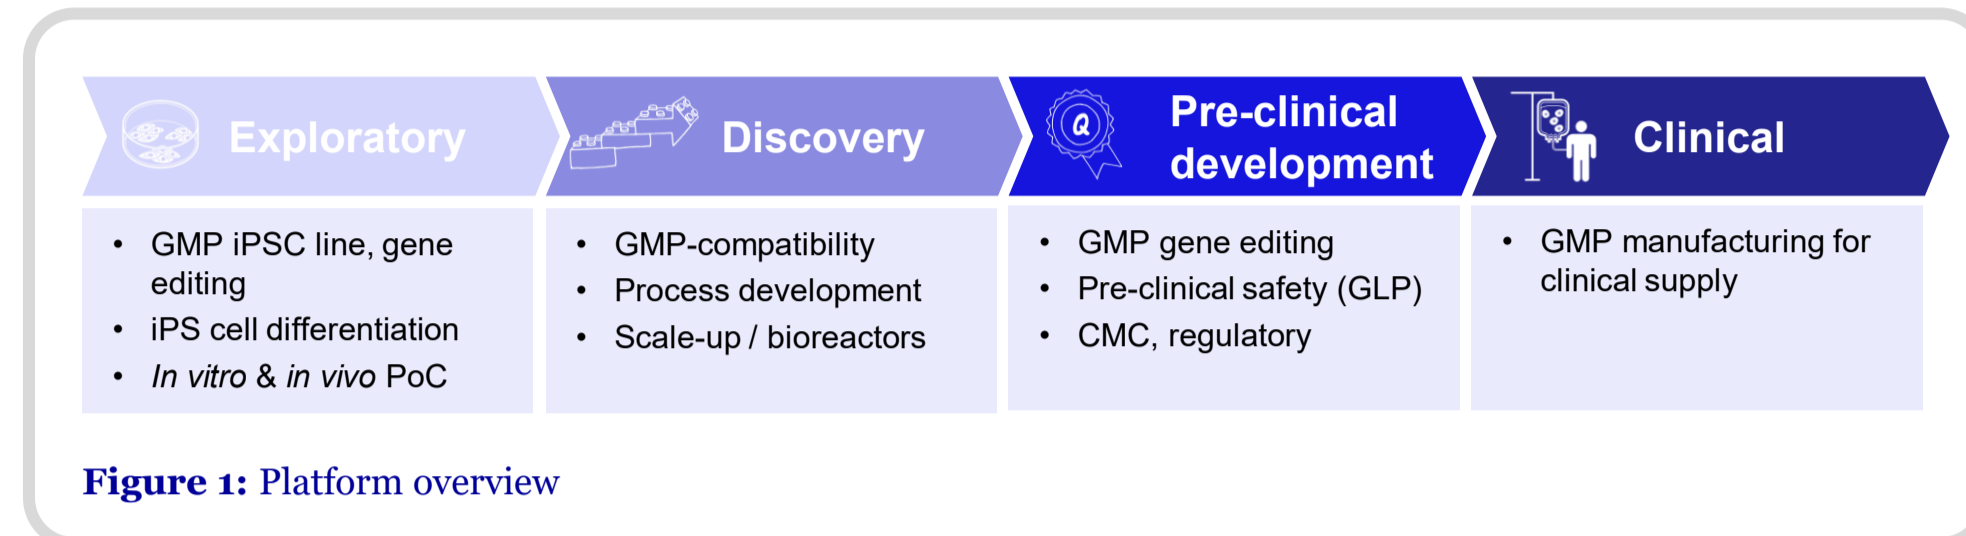 Exploratory
• GMP iPSC line, gene
editing
• iPS cell differentiation
• In vitro & in vivo PoC
Discovery
• GMP-compatibility
• Process development
• Scale-up / bioreactors
Q
Pre-clinical
development
• GMP gene editing
• Pre-clinical safety (GLP)
• CMC, regulatory
Clinical
• GMP manufacturing for
clinical supply
Figure 1: Platform overview